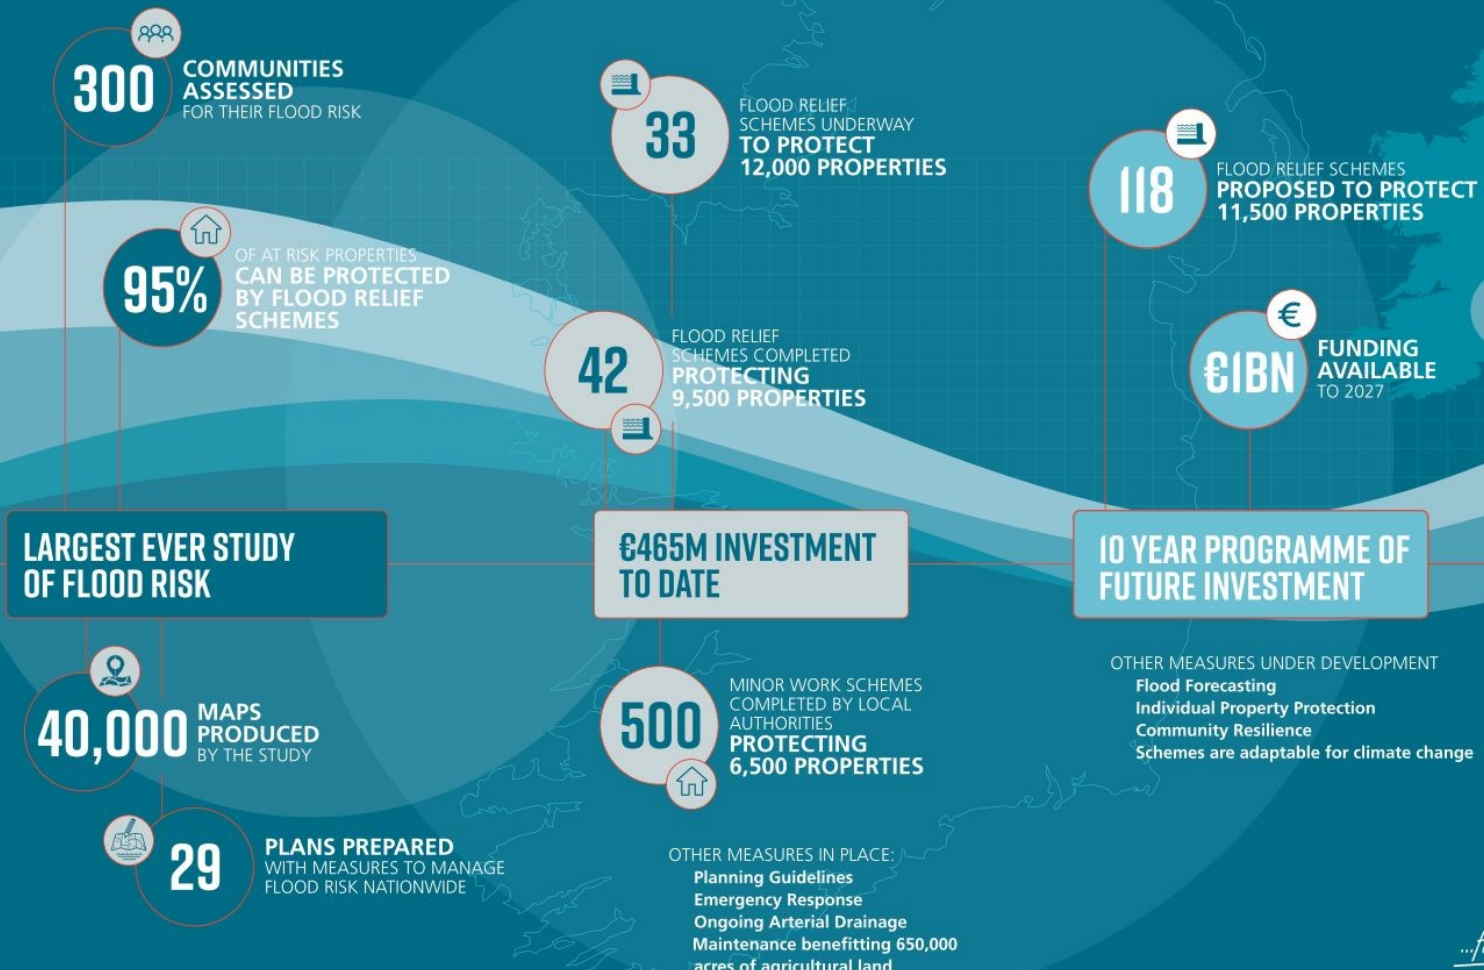 300
COMMUNITIES
ASSESSED
FOR THEIR FLOOD RISK
95%
OF AT RISK PROPERTIES
CAN BE PROTECTED
BY FLOOD RELIEF
SCHEMES
LARGEST EVER STUDY
OF FLOOD RISK
40,000
MAPS
PRODUCED
BY THE STUDY
29
PLANS PREPARED
WITH MEASURES TO MANAGE
FLOOD RISK NATIONWIDE
33
FLOOD RELIEF
SCHEMES UNDERWAY
TO PROTECT
12,000 PROPERTIES
42
FLOOD RELIEF
SCHEMES COMPLETED
PROTECTING
9,500 PROPERTIES
€465M INVESTMENT
TO DATE
500
MINOR WORK SCHEMES
COMPLETED BY LOCAL
AUTHORITIES
PROTECTING
6,500 PROPERTIES
OTHER MEASURES IN PLACE:
Planning Guidelines
Emergency Response
Ongoing Arterial Drainage
Maintenance benefitting 650,000
acres of agricultural land
118
FLOOD RELIEF SCHEMES
PROPOSED TO PROTECT
11,500 PROPERTIES
€
€1BN
FUNDING
AVAILABLE
TO 2027
10 YEAR PROGRAMME OF
FUTURE INVESTMENT
OTHER MEASURES UNDER DEVELOPMENT
Flood Forecasting
Individual Property Protection
Community Resilience
Schemes are adaptable for climate change